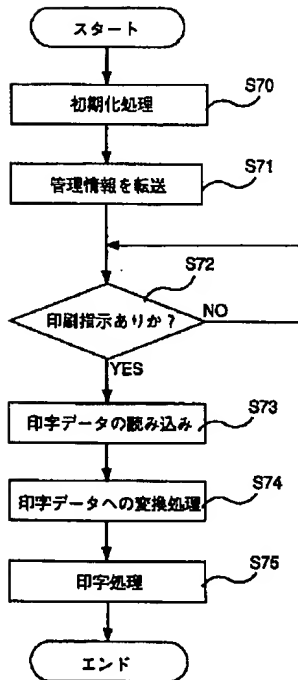 スタート
S70
初期化処理
S71
管理情報を転送
S72
印刷指示ありか？
NO
YES
S73
印字データの読み込み
S74
印字データへの変換処理
S75
印字処理
エンド